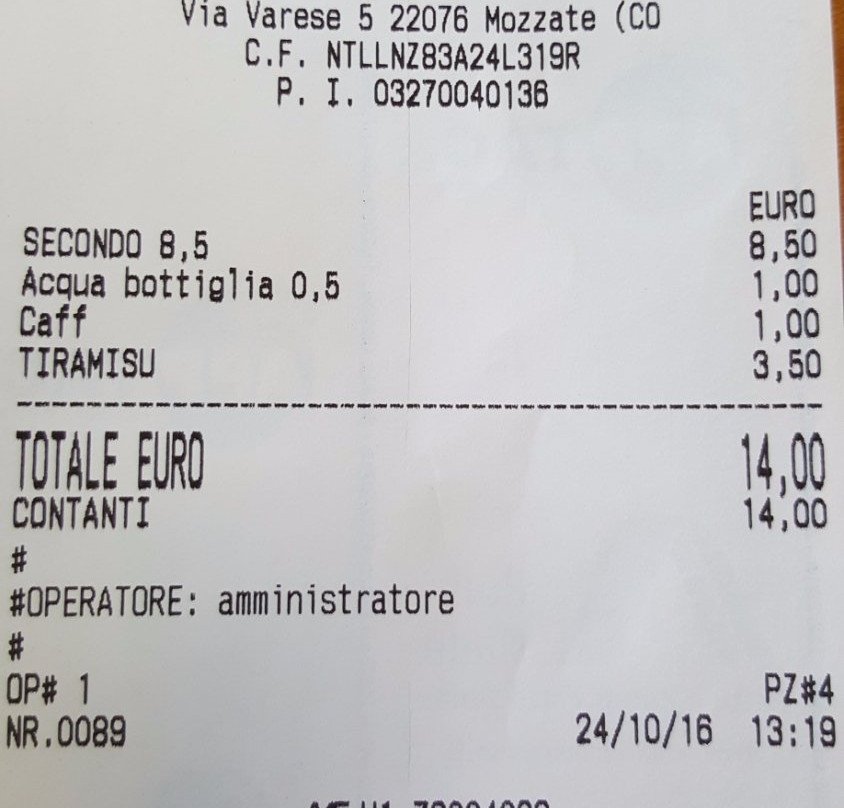 Via Varese 5 22076 Mozzate (CO
C.F. NTLLNZ83A24L319R
P. I. 03270040136
EURO
SECONDO 8,5 8,50
Acqua bottiglia 0,5 1,00
Caff 1,00
TIRAMISU 3,50
TOTALE EURO 14,00
CONTANTI 14,00
#
#OPERATORE: amministratore
#
OP# 1 PZ#4
NR.0089 24/10/16 13:19